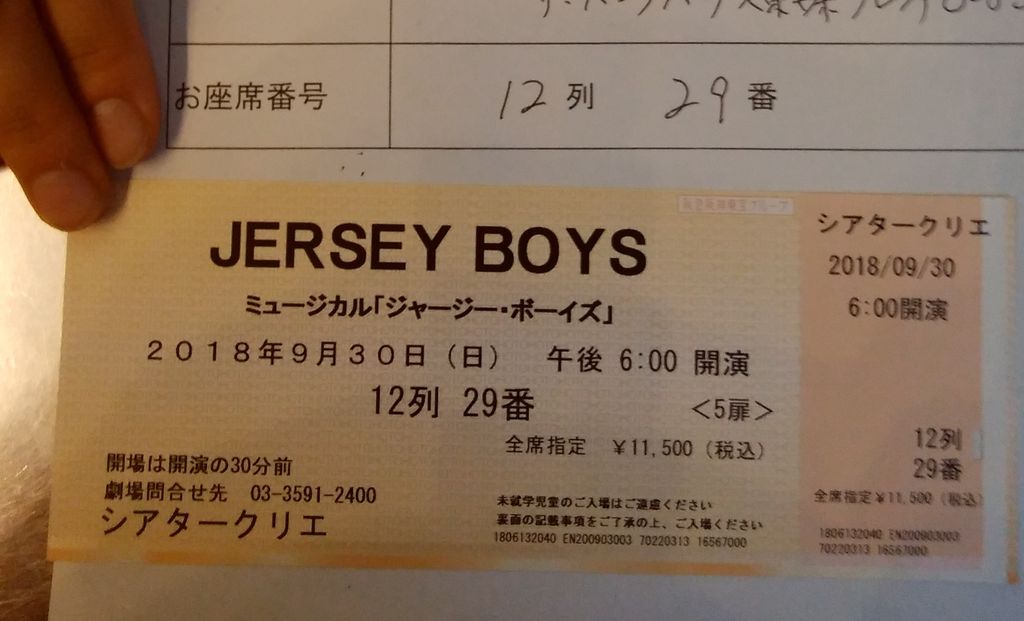 お座席番号 12列 29番
JERSEY BOYS
ミュージカル「ジャージー・ボーイズ」
2018年9月30日（日） 午後 6:00 開演
12列 29番 <5扉>
全席指定 ¥11,500（税込）
開場は開演の30分前
劇場問合せ先 03-3591-2400
シアタークリエ
未就学児童のご入場はご遠慮ください
裏面の記載事項をご了承の上、ご入場ください
1806132040 EN200903003 70220313 16567000
シアタークリエ
2018/09/30
6:00開演
12列
29番
全席指定¥11,500（税込）
1806132040 EN200903003
70220313 16567000